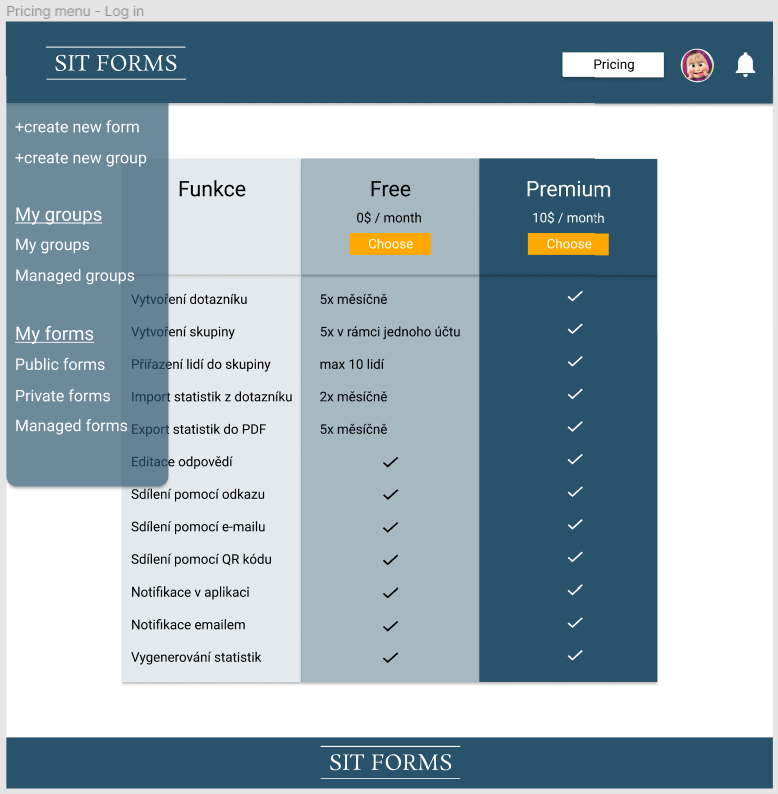 Pricing menu - Log in
SIT FORMS
Pricing
+create new form
+create new group
My groups
My groups
Managed groups
My forms
Public forms
Private forms
Managed forms
Funkce
Free
Premium
0$ / month
10$ / month
Choose
Choose
Vytvoření dotazníku
5x měsíčně
Vytvoření skupiny
5x v rámci jednoho účtu
Přiřazení lidí do skupiny
max 10 lidí
Import statistik z dotazníku
2x měsíčně
Export statistik do PDF
5x měsíčně
Editace odpovědí
Sdílení pomocí odkazu
Sdílení pomocí e-mailu
Sdílení pomocí QR kódu
Notifikace v aplikaci
Notifikace emailem
Vygenerování statistik
SIT FORMS